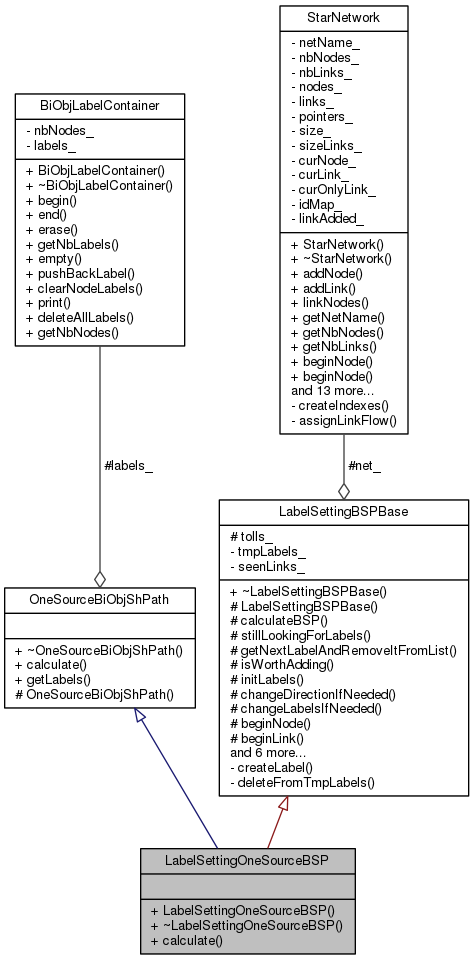 StarNetwork
- netName_
- nbNodes_
- nbLinks_
- nodes_
- links_
- pointers_
- size_
- sizeLinks_
- curNode_
- curLink_
- curOnlyLink_
- idMap_
- linkAdded_
+ StarNetwork()
+ ~StarNetwork()
+ addNode()
+ addLink()
+ linkNodes()
+ getNetName()
+ getNbNodes()
+ getNbLinks()
+ beginNode()
+ beginNode()
and 13 more...
- createIndexes()
- assignLinkFlow()
BiObjLabelContainer
- nbNodes_
- labels_
+ BiObjLabelContainer()
+ ~BiObjLabelContainer()
+ begin()
+ end()
+ erase()
+ getNbLabels()
+ empty()
+ pushBackLabel()
+ clearNodeLabels()
+ print()
+ deleteAllLabels()
+ getNbNodes()
#labels_
#net_
LabelSettingBSPBase
# tolls_
- tmpLabels_
- seenLinks_
+ ~LabelSettingBSPBase()
# LabelSettingBSPBase()
# calculateBSP()
# stillLookingForLabels()
# getNextLabelAndRemoveItFromList()
# isWorthAdding()
# initLabels()
# changeDirectionIfNeeded()
# changeLabelsIfNeeded()
# beginNode()
# beginLink()
and 6 more...
- createLabel()
- deleteFromTmpLabels()
OneSourceBiObjShPath
+ ~OneSourceBiObjShPath()
+ calculate()
+ getLabels()
# OneSourceBiObjShPath()
LabelSettingOneSourceBSP
+ LabelSettingOneSourceBSP()
+ ~LabelSettingOneSourceBSP()
+ calculate()